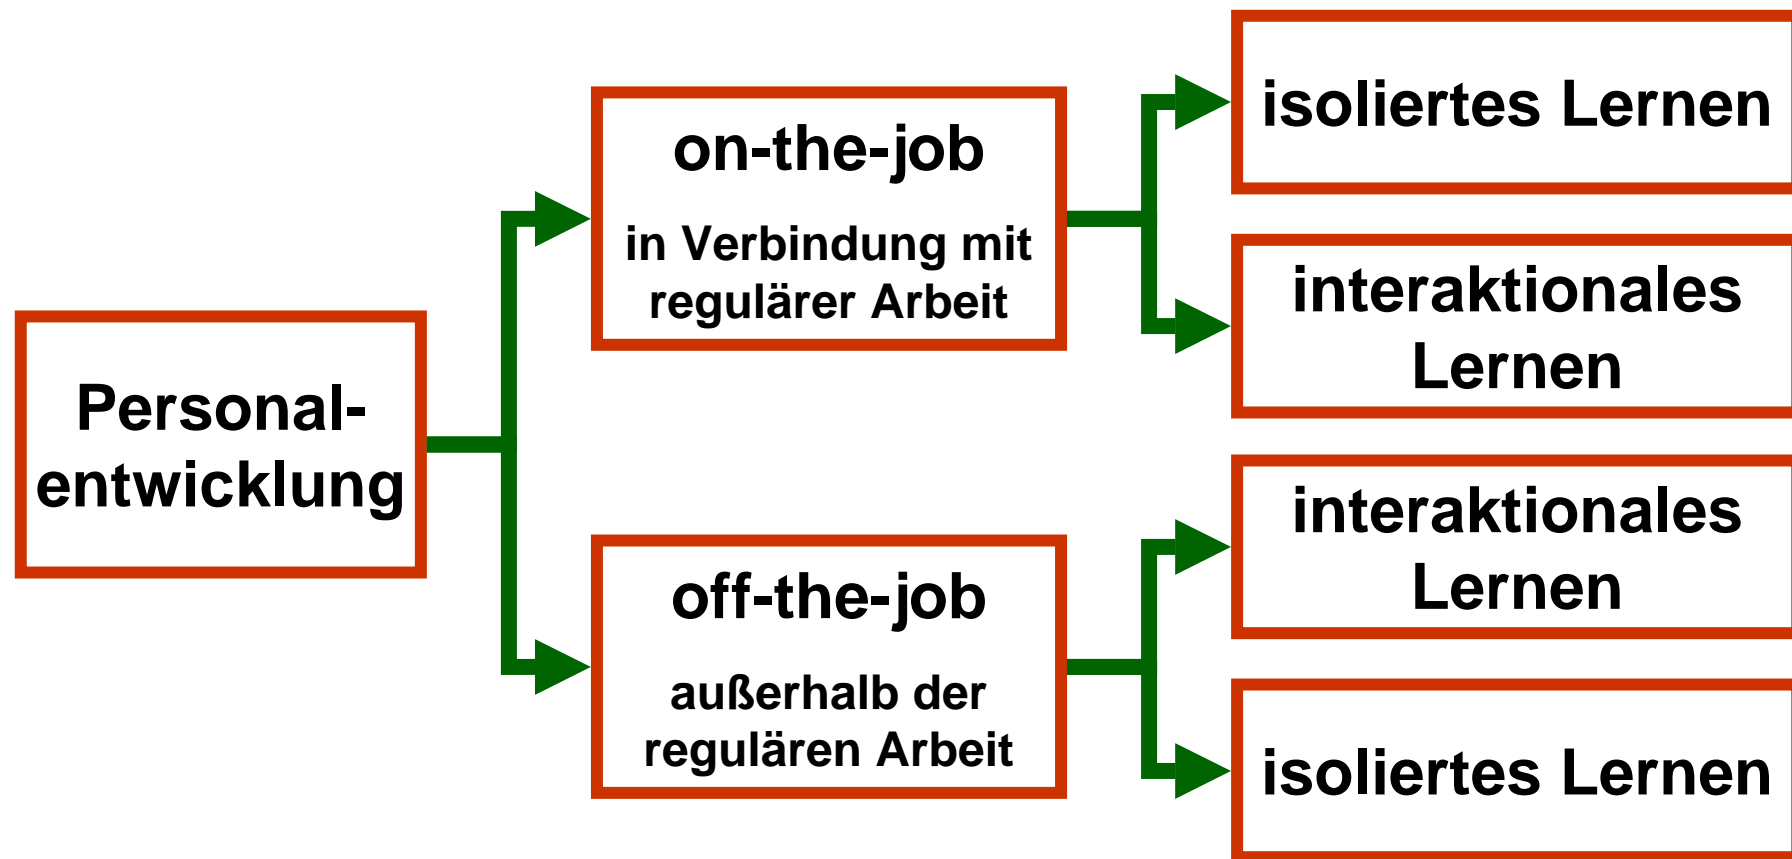 Personal-
entwicklung
on-the-job
in Verbindung mit
regulärer Arbeit
isoliertes Lernen
interaktionales
Lernen
off-the-job
außerhalb der
regulären Arbeit
interaktionales
Lernen
isoliertes Lernen